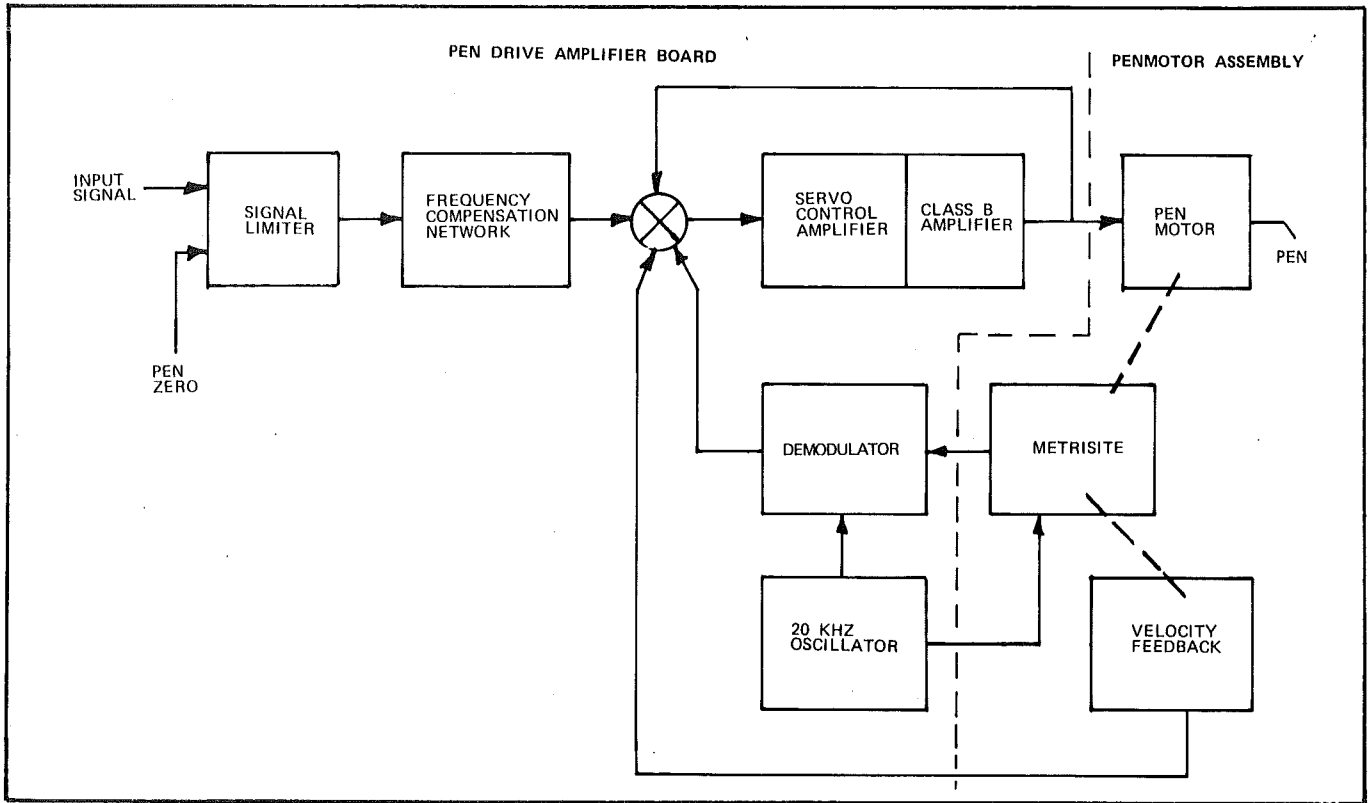 PEN DRIVE AMPLIFIER BOARD
PENMOTOR ASSEMBLY
INPUT
SIGNAL
SIGNAL
LIMITER
FREQUENCY
COMPENSATION
NETWORK
SERVO
CONTROL
AMPLIFIER
CLASS B
AMPLIFIER
PEN
MOTOR
PEN
PEN
ZERO
DEMODULATOR
METRISITE
20 KHZ
OSCILLATOR
VELOCITY
FEEDBACK